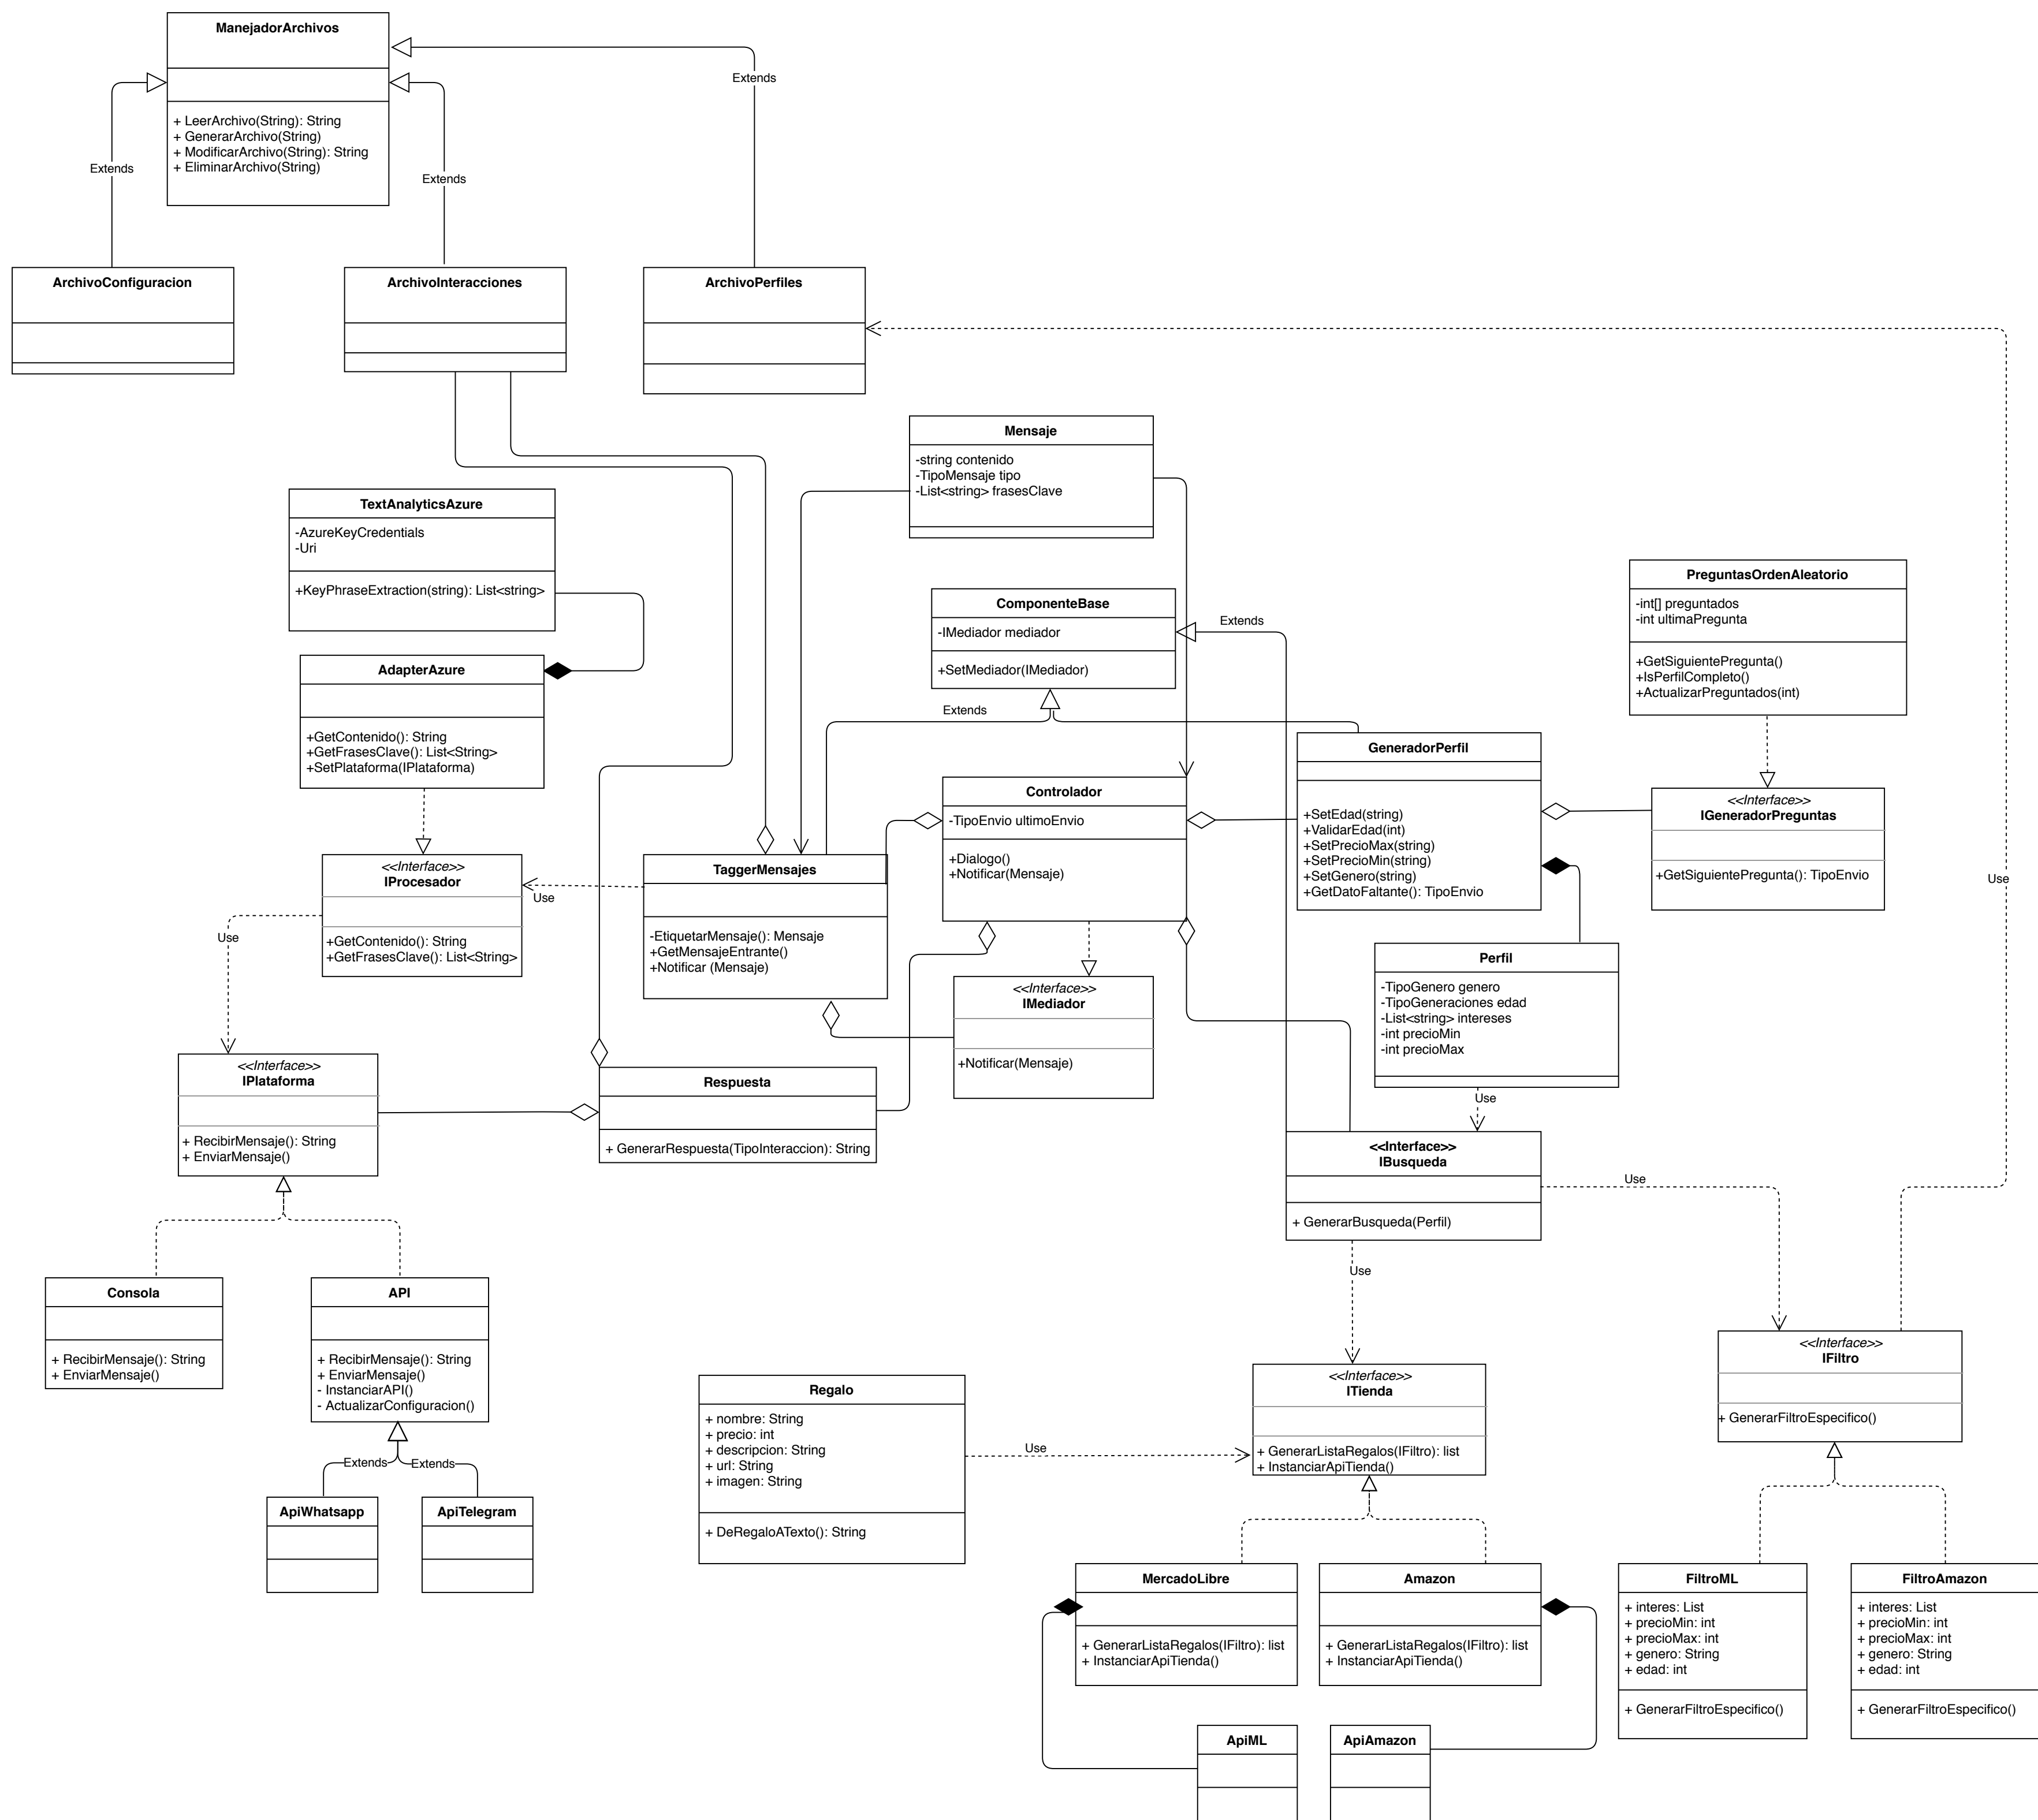 ManejadorArchivos
+ LeerArchivo(String): String
+ GenerarArchivo(String)
+ ModificarArchivo(String): String
+ EliminarArchivo(String)
Extends
Extends
Extends
ArchivoConfiguracion
ArchivoInteracciones
ArchivoPerfiles
Mensaje
-string contenido
-TipoMensaje tipo
-List<string> frasesClave
TextAnalyticsAzure
-AzureKeyCredentials
-Uri
+KeyPhraseExtraction(string): List<string>
ComponenteBase
-IMediador mediador
+SetMediador(IMediador)
Extends
Extends
PreguntasOrdenAleatorio
-int[] preguntados
-int ultimaPregunta
+GetSiguientePregunta()
+IsPerfilCompleto()
+ActualizarPreguntados(int)
AdapterAzure
+GetContenido(): String
+GetFrasesClave(): List<String>
+SetPlataforma(IPlataforma)
GeneradorPerfil
+SetEdad(string)
+ValidarEdad(int)
+SetPrecioMax(string)
+SetPrecioMin(string)
+SetGenero(string)
+GetDatoFaltante(): TipoEnvio
Controlador
-TipoEnvio ultimoEnvio
+Dialogo()
+Notificar(Mensaje)
<<Interface>>
IGeneradorPreguntas
+GetSiguientePregunta(): TipoEnvio
Use
<<Interface>>
IProcesador
+GetContenido(): String
+GetFrasesClave(): List<String>
Use
Use
TaggerMensajes
-EtiquetarMensaje(): Mensaje
+GetMensajeEntrante()
+Notificar (Mensaje)
<<Interface>>
IMediador
+Notificar(Mensaje)
Perfil
-TipoGenero genero
-TipoGeneraciones edad
-List<string> intereses
-int precioMin
-int precioMax
Use
<<Interface>>
IPlataforma
+ RecibirMensaje(): String
+ EnviarMensaje()
Respuesta
+ GenerarRespuesta(TipoInteraccion): String
<<Interface>>
IBusqueda
+ GenerarBusqueda(Perfil)
Use
Use
Consola
+ RecibirMensaje(): String
+ EnviarMensaje()
API
+ RecibirMensaje(): String
+ EnviarMensaje()
- InstanciarAPI()
- ActualizarConfiguracion()
Extends
Extends
ApiWhatsapp
ApiTelegram
Regalo
+ nombre: String
+ precio: int
+ descripcion: String
+ url: String
+ imagen: String
+ DeRegaloATexto(): String
Use
<<Interface>>
ITienda
+ GenerarListaRegalos(IFiltro): list
+ InstanciarApiTienda()
<<Interface>>
IFiltro
+ GenerarFiltroEspecifico()
MercadoLibre
+ GenerarListaRegalos(IFiltro): list
+ InstanciarApiTienda()
Amazon
+ GenerarListaRegalos(IFiltro): list
+ InstanciarApiTienda()
FiltroML
+ interes: List
+ precioMin: int
+ precioMax: int
+ genero: String
+ edad: int
+ GenerarFiltroEspecifico()
FiltroAmazon
+ interes: List
+ precioMin: int
+ precioMax: int
+ genero: String
+ edad: int
+ GenerarFiltroEspecifico()
ApiML
ApiAmazon